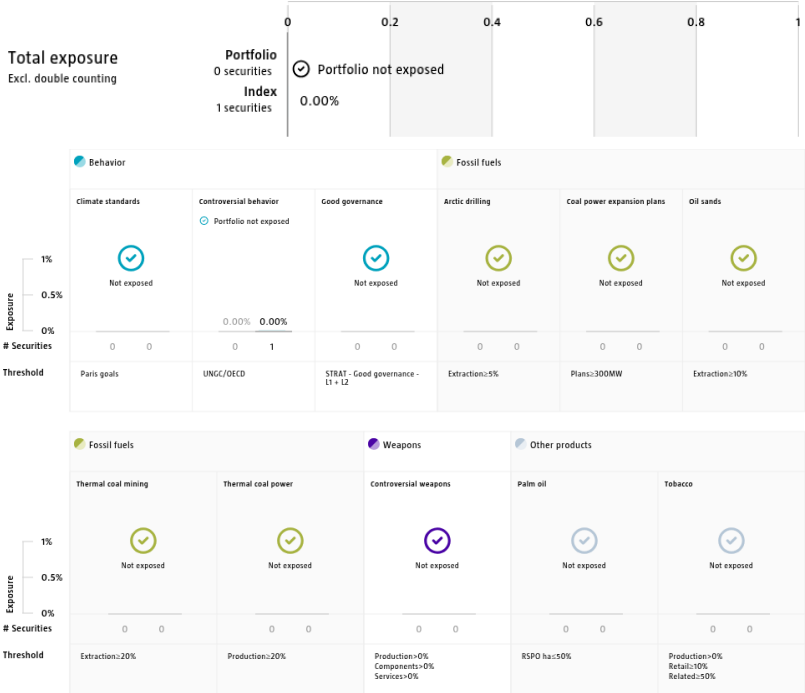 0 0.2 0.4 0.6 0.8 1
Total exposure
Excl. double counting
Portfolio
0 securities
Portfolio not exposed
Index
1 securities
0.00%
Behavior
Fossil fuels
Climate standards
Controversial behavior
Good governance
Arctic drilling
Coal power expansion plans
Oil sands
Portfolio not exposed
Not exposed
Not exposed
Not exposed
Not exposed
Not exposed
Exposure
1%
0.5%
0%
0.00% 0.00%
# Securities
0 0
0 1
0 0
0 0
0 0
0 0
Threshold
Paris goals
UNGC/OECD
STRAT - Good governance -
L1 + L2
Extraction≥5%
Plans≥300MW
Extraction≥10%
Fossil fuels
Weapons
Other products
Thermal coal mining
Thermal coal power
Controversial weapons
Palm oil
Tobacco
Not exposed
Not exposed
Not exposed
Not exposed
Not exposed
Exposure
1%
0.5%
0%
# Securities
0 0
0 0
0 0
0 0
0 0
Threshold
Extraction≥20%
Production≥20%
Production>0%
Components>0%
Services>0%
RSPO ha≤50%
Production>0%
Retail≥10%
Related≥50%